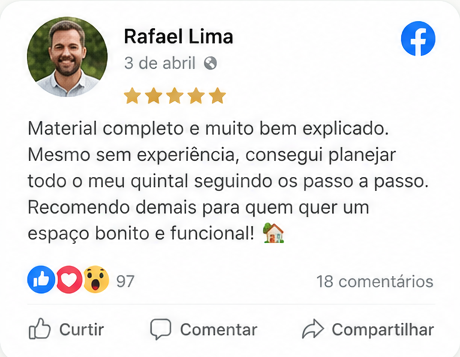 Rafael Lima
3 de abril
Material completo e muito bem explicado.
Mesmo sem experiência, consegui planejar
todo o meu quintal seguindo os passo a passo.
Recomendo demais para quem quer um
espaço bonito e funcional! 🏡
97
18 comentários
Curtir
Comentar
Compartilhar